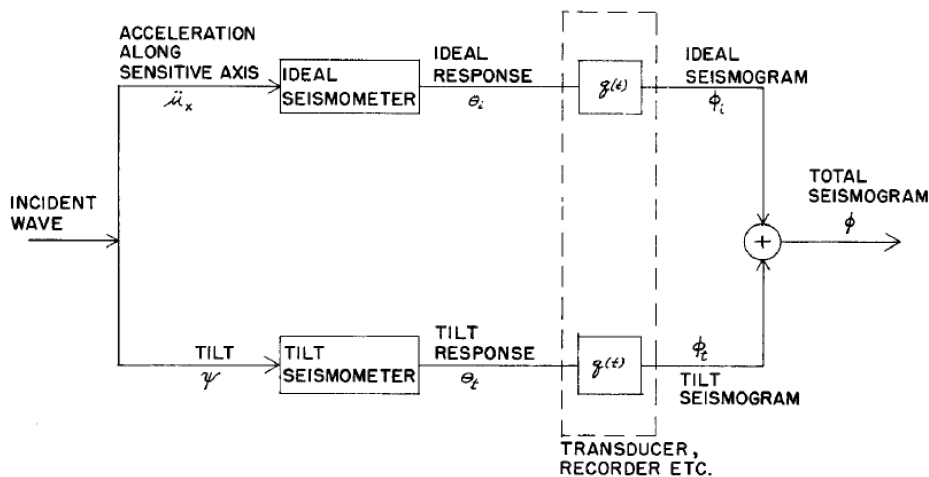 ACCELERATION
ALONG
SENSITIVE AXIS
ü_x
IDEAL
SEISMOMETER
IDEAL
RESPONSE
θ_i
g(t)
IDEAL
SEISMOGRAM
ϕ_i
INCIDENT
WAVE
+
TOTAL
SEISMOGRAM
ϕ
TILT
ψ
TILT
SEISMOMETER
TILT
RESPONSE
θ_t
g(t)
ϕ_t
TILT
SEISMOGRAM
TRANSDUCER,
RECORDER ETC.